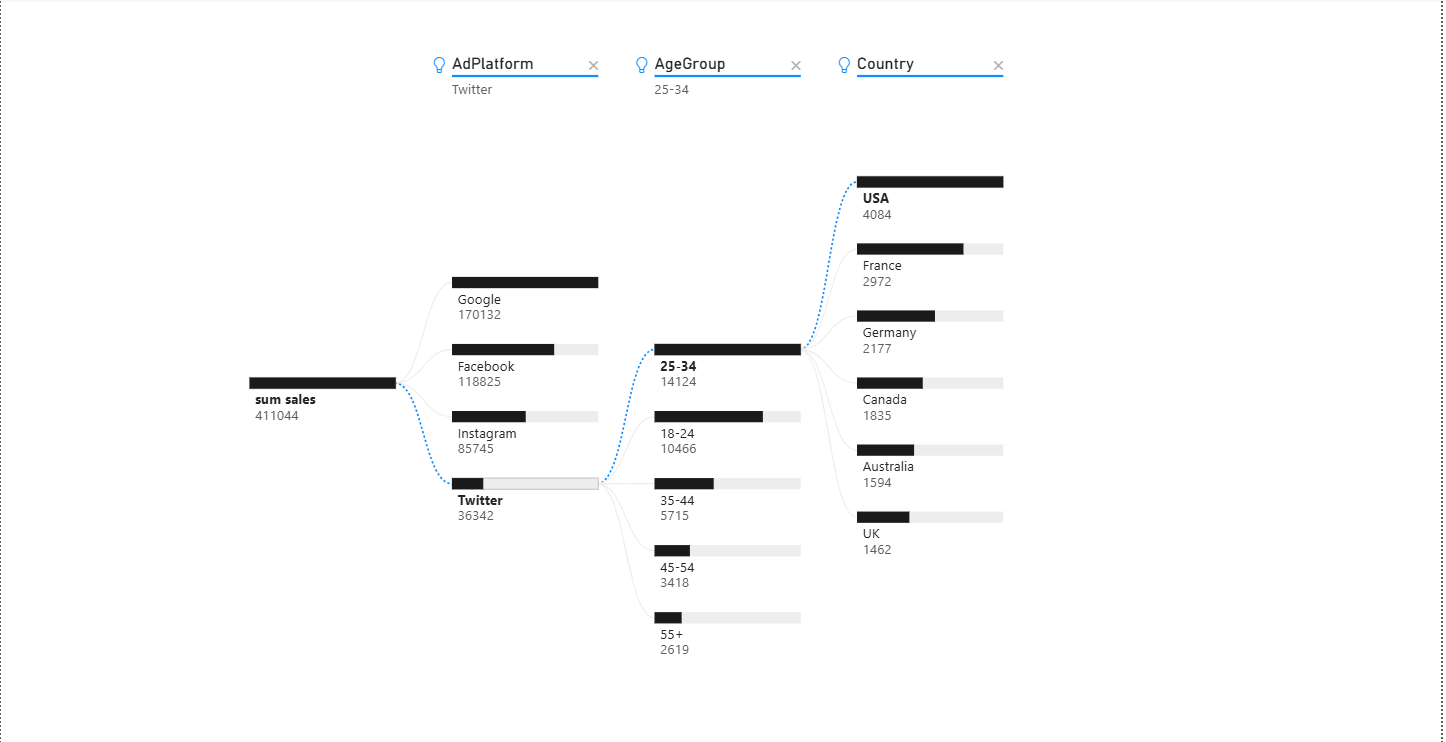 AdPlatform
Twitter
AgeGroup
25-34
Country
sum sales
411044
Google
170132
Facebook
118825
Instagram
85745
Twitter
36342
25-34
14124
18-24
10466
35-44
5715
45-54
3418
55+
2619
USA
4084
France
2972
Germany
2177
Canada
1835
Australia
1594
UK
1462